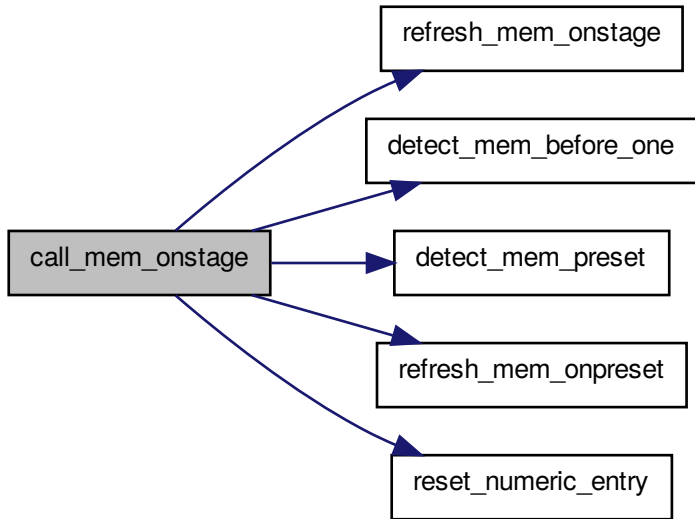 refresh_mem_onstage
detect_mem_before_one
call_mem_onstage
detect_mem_preset
refresh_mem_onpreset
reset_numeric_entry